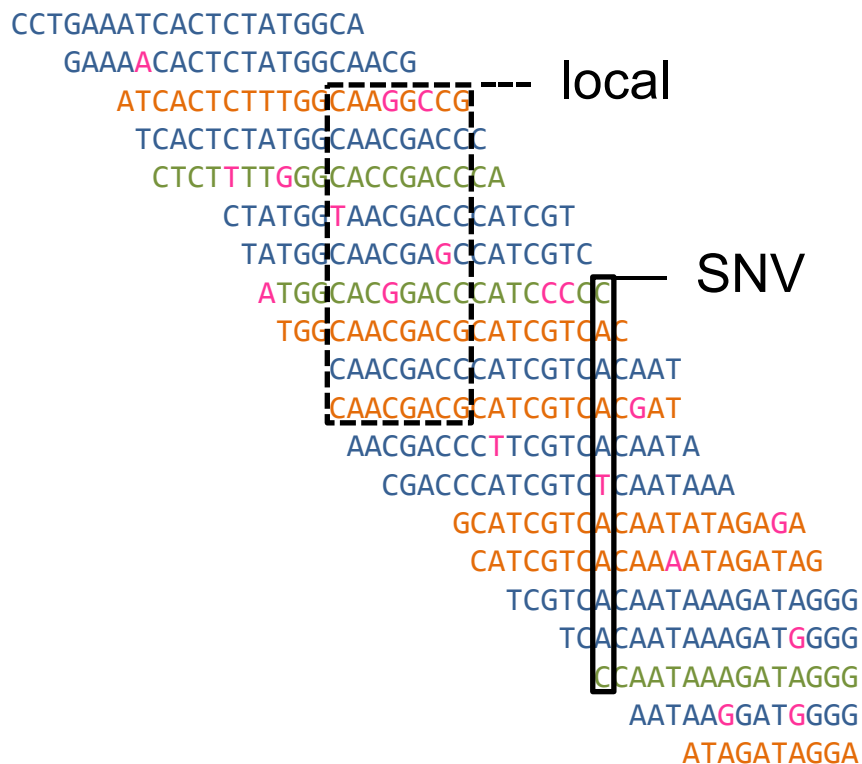 CCTGAAATCACTCTATGGCA
GAAAACACTCTATGGCAACG
local
ATCACTCTTTGGCAAGGCCG
TCACTCTATGGCAACGACCC
CTCTTTTGGGCACCGACCCA
CTATGGTAACGACCCATCGT
TATGGCAACGAGCCATCGTC
SNV
ATGGCACGGACCCATCCCCC
TGGCAACGACGCATCGTCAC
CAACGACCCATCGTCACAAT
CAACGACGCATCGTCACGAT
AACGACCCTTCGTCACAATA
CGACCCATCGTCTCAATAAA
GCATCGTCACAATATAGAGA
CATCGTCACAAAATAGATAG
TCGTCACAATAAAGATAGGG
TCACAATAAAGATGGGG
CCAATAAAGATAGGG
AATAAGGATGGGG
ATAGATAGGA